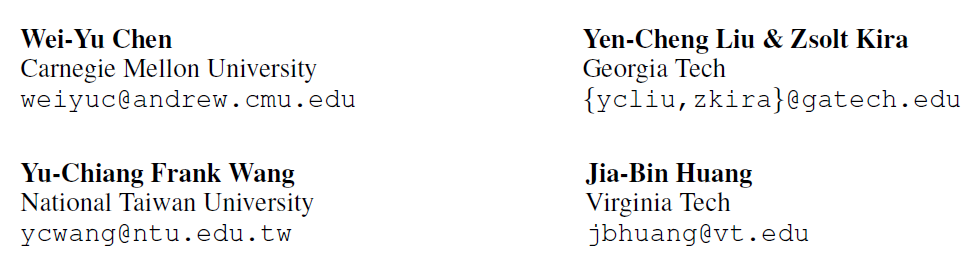 Wei-Yu Chen
Carnegie Mellon University
weiyuc@andrew.cmu.edu
Yen-Cheng Liu & Zsolt Kira
Georgia Tech
{ycliu,zkira}@gatech.edu
Yu-Chiang Frank Wang
National Taiwan University
ycwang@ntu.edu.tw
Jia-Bin Huang
Virginia Tech
jbhuang@vt.edu